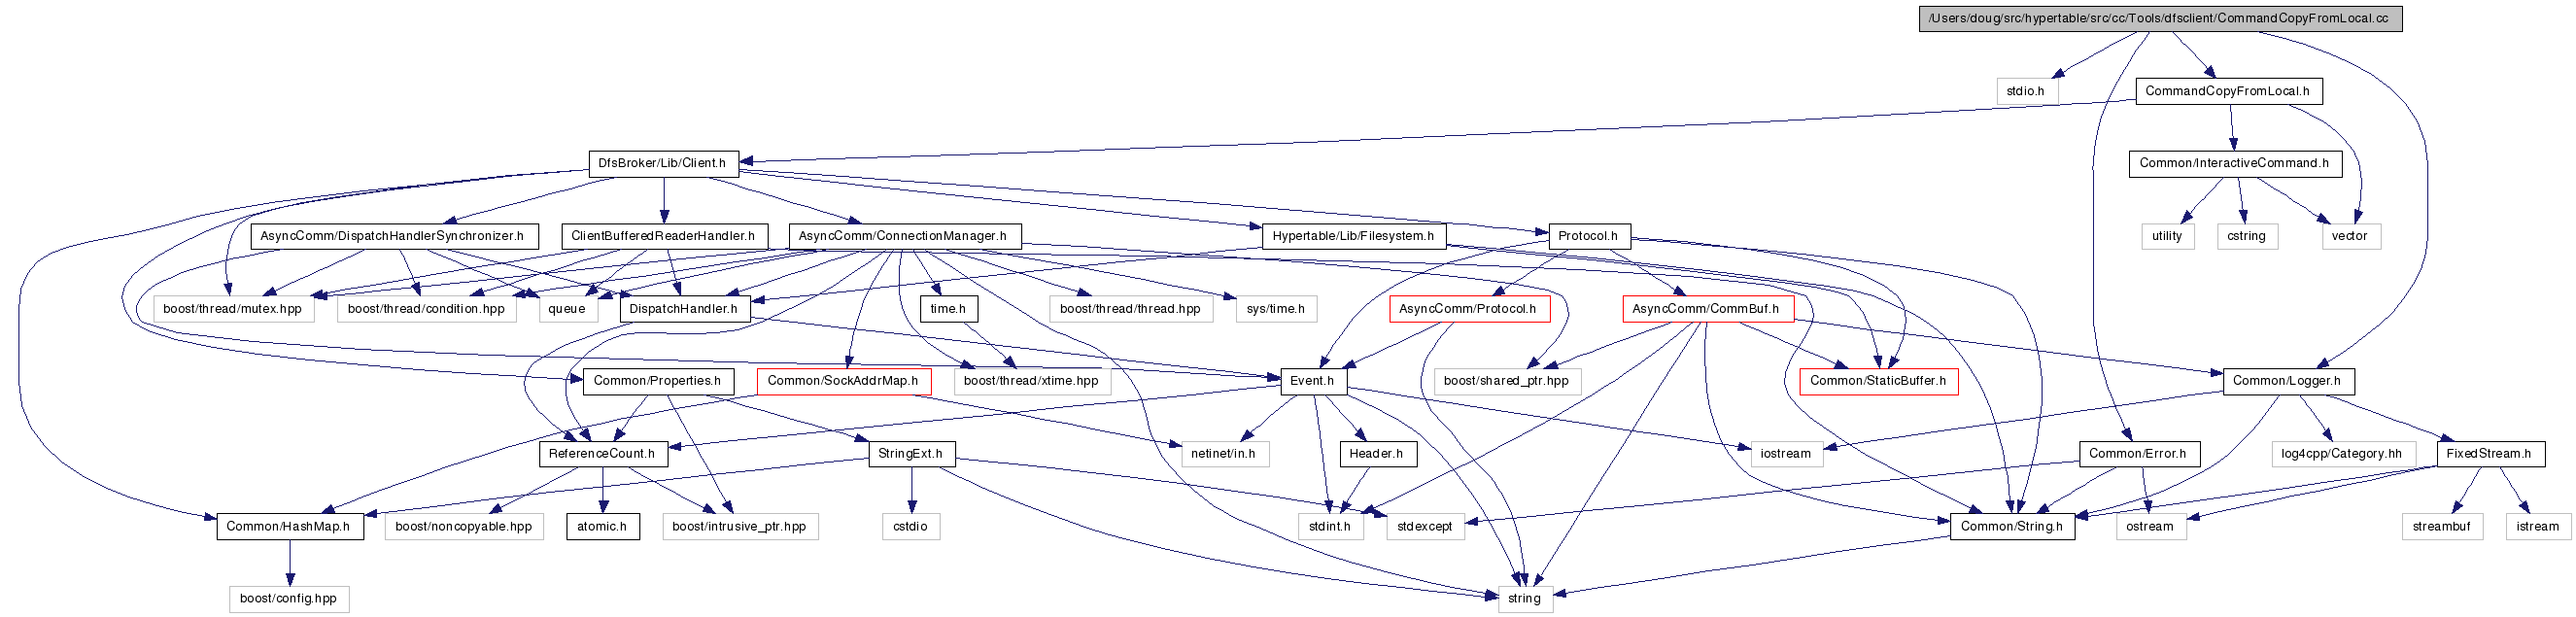 /Users/doug/src/hypertable/src/cc/Tools/dfsclient/CommandCopyFromLocal.cc
stdio.h
CommandCopyFromLocal.h
DfsBroker/Lib/Client.h
Common/InteractiveCommand.h
AsyncComm/DispatchHandlerSynchronizer.h
ClientBufferedReaderHandler.h
AsyncComm/ConnectionManager.h
Hypertable/Lib/Filesystem.h
Protocol.h
utility
cstring
vector
boost/thread/mutex.hpp
boost/thread/condition.hpp
queue
DispatchHandler.h
time.h
boost/thread/thread.hpp
sys/time.h
AsyncComm/Protocol.h
AsyncComm/CommBuf.h
Common/Properties.h
Common/SockAddrMap.h
boost/thread/xtime.hpp
Event.h
boost/shared_ptr.hpp
Common/StaticBuffer.h
Common/Logger.h
ReferenceCount.h
StringExt.h
netinet/in.h
Header.h
iostream
Common/Error.h
log4cpp/Category.hh
FixedStream.h
Common/HashMap.h
boost/noncopyable.hpp
atomic.h
boost/intrusive_ptr.hpp
cstdio
stdint.h
stdexcept
Common/String.h
ostream
streambuf
istream
boost/config.hpp
string